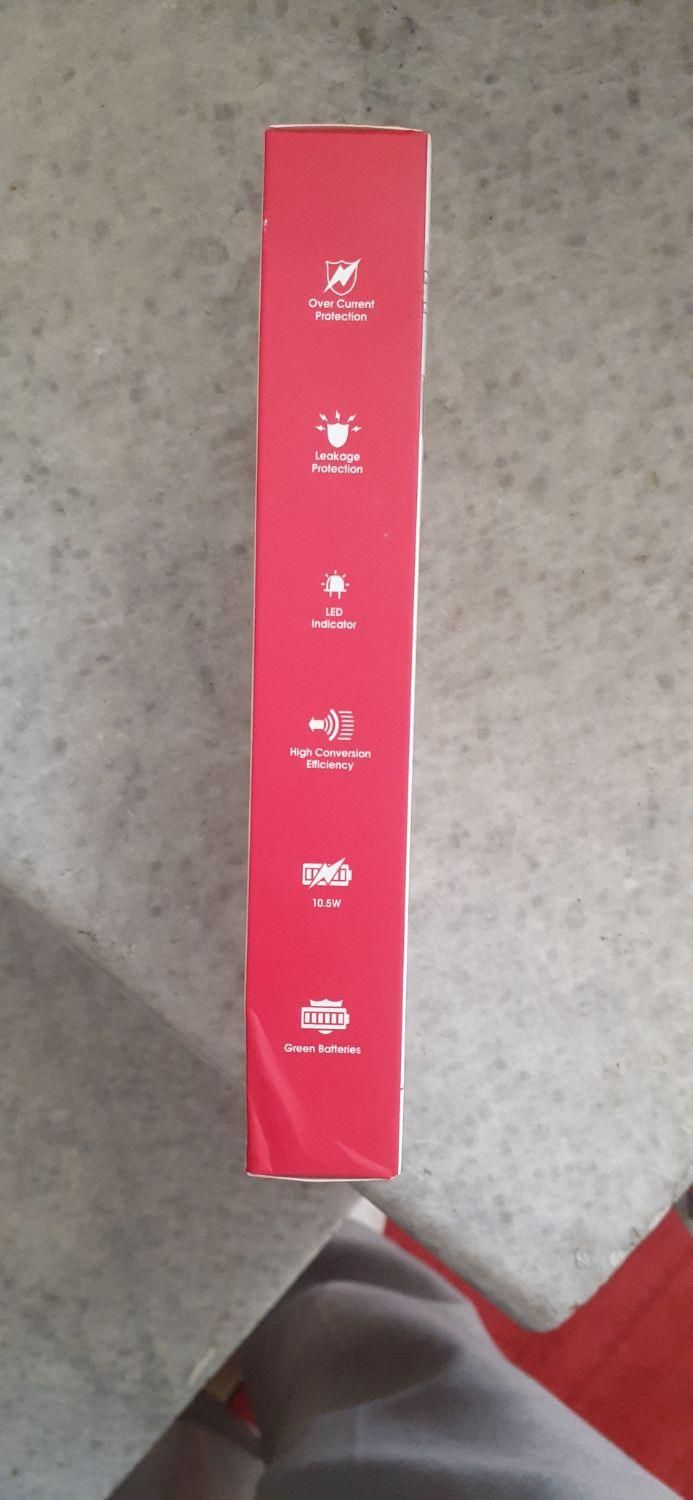 Over Current
Protection
Leakage
Protection
LED
Indicator
High Conversion
Efficiency
10.5W
Green Batteries